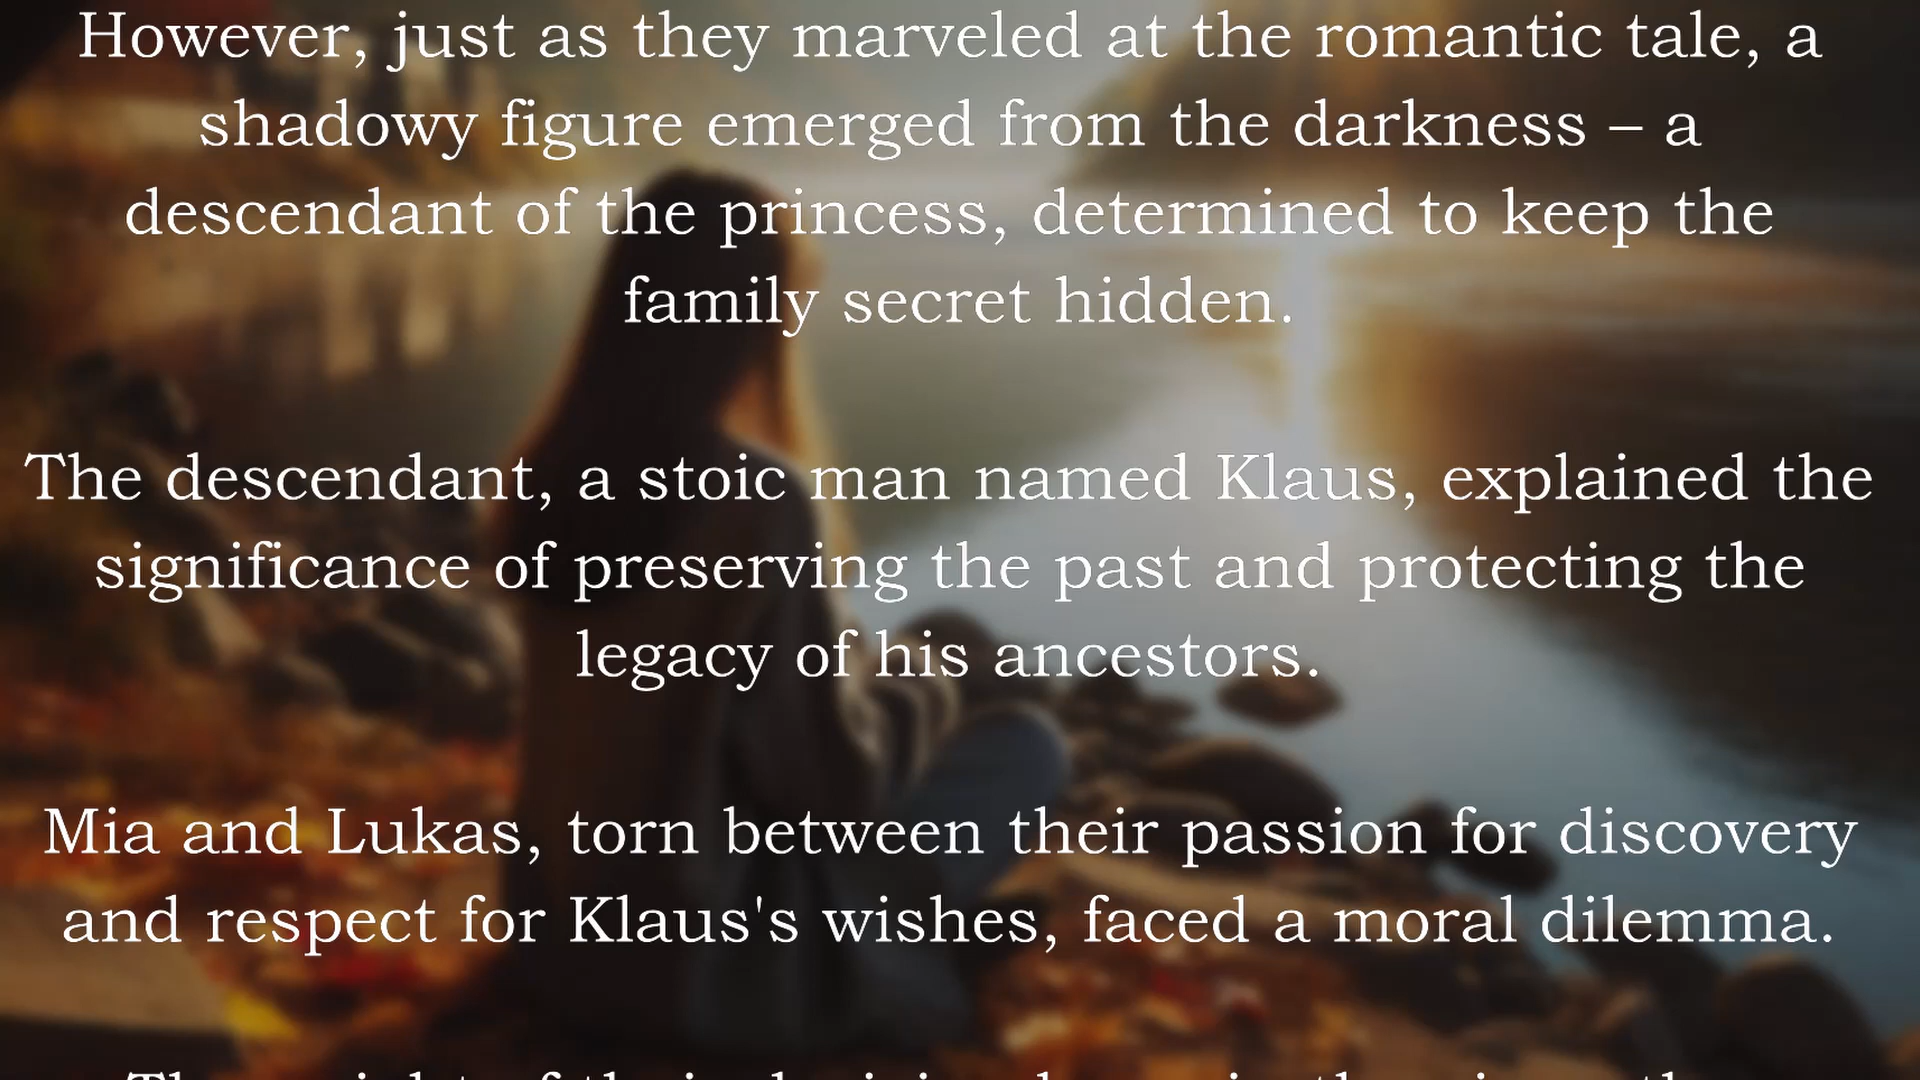 However, just as they marveled at the romantic tale, a
shadowy figure emerged from the darkness – a
descendant of the princess, determined to keep the
family secret hidden.
The descendant, a stoic man named Klaus, explained the
significance of preserving the past and protecting the
legacy of his ancestors.
Mia and Lukas, torn between their passion for discovery
and respect for Klaus's wishes, faced a moral dilemma.